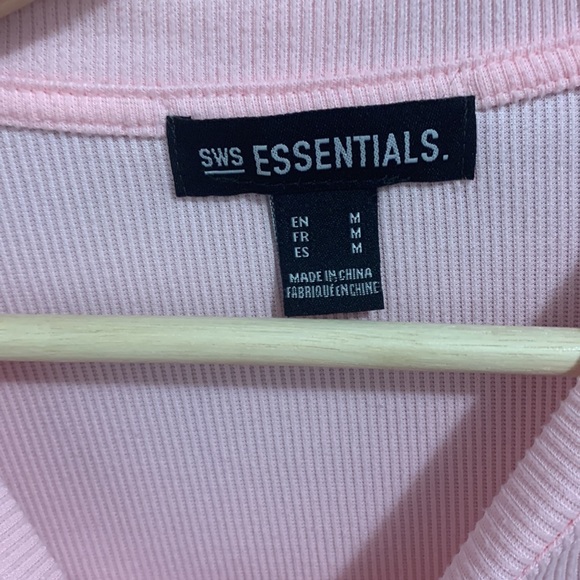 SWS ESSENTIALS.
EN M
FR M
ES M
MADE IN CHINA
FABRIQUÉ EN CHINE